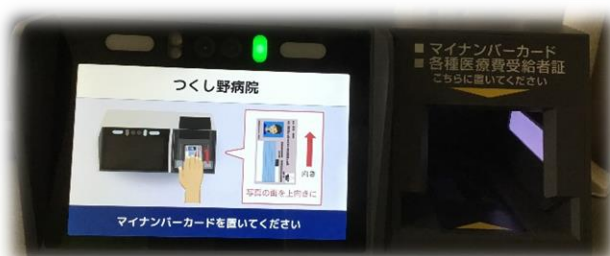 つくし野病院
向き
写真の面を上向きに
マイナンバーカードを置いてください
■ マイナンバーカード
■ 各種医療費受給者証
こちらに置いてください